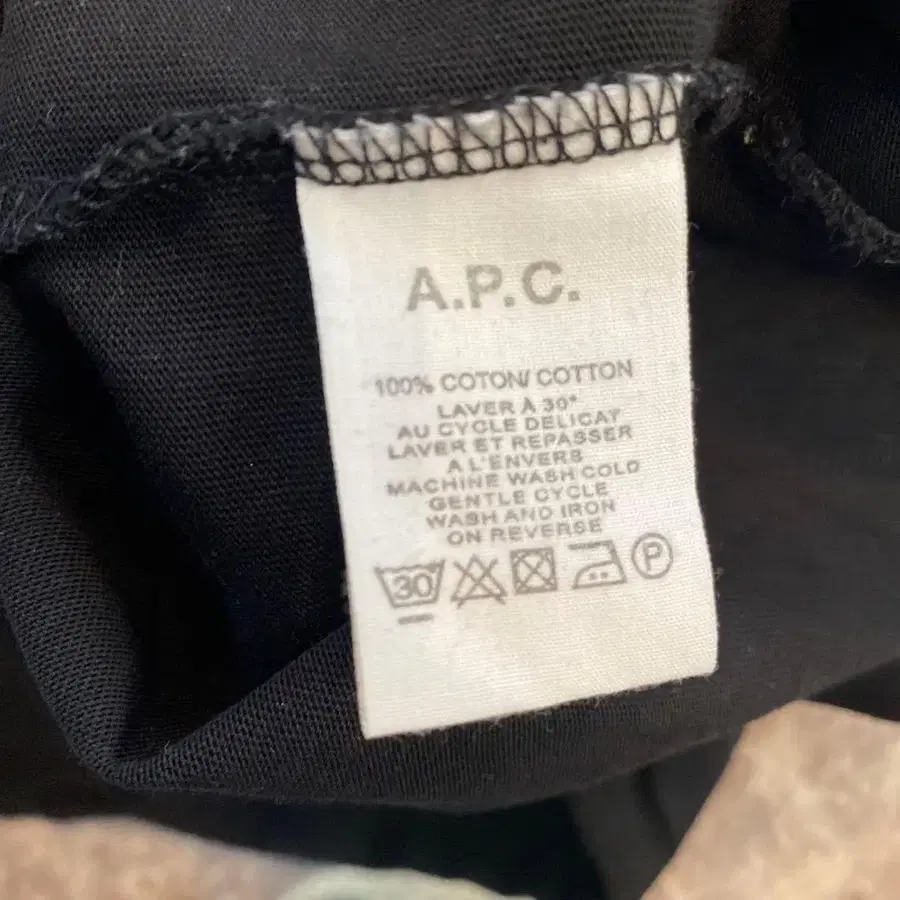 A.P.C.
100% COTON/ COTTON
LAVER À 30°
AU CYCLE DELICAT
LAVER ET REPASSER
A L'ENVERS
MACHINE WASH COLD
GENTLE CYCLE
WASH AND IRON
ON REVERSE
30 P